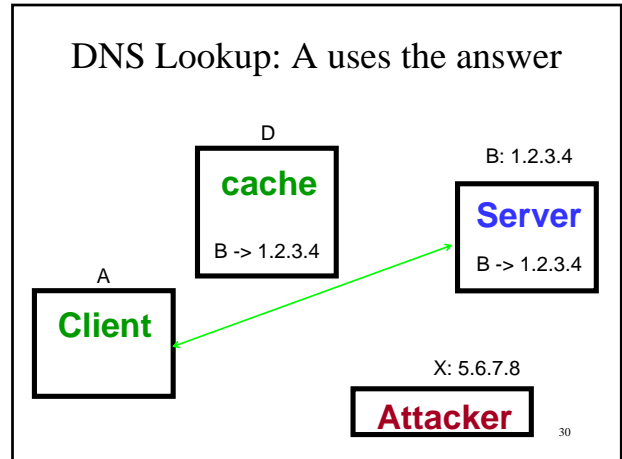 DNS Lookup: A uses the answer
D
cache
B -> 1.2.3.4
B: 1.2.3.4
Server
B -> 1.2.3.4
A
Client
X: 5.6.7.8
Attacker
30